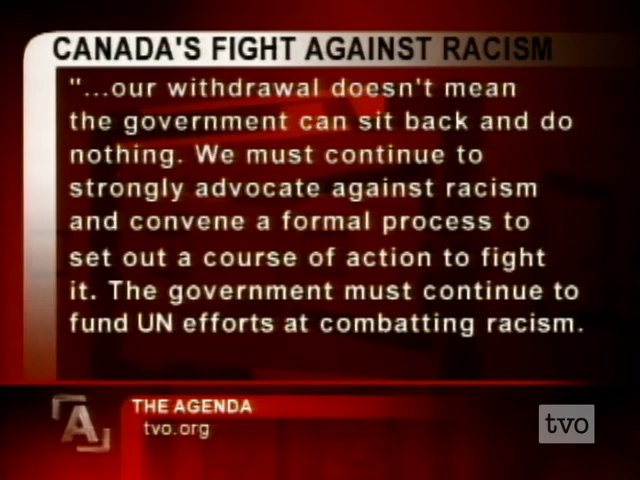 CANADA'S FIGHT AGAINST RACISM
"...our withdrawal doesn't mean
the government can sit back and do
nothing. We must continue to
strongly advocate against racism
and convene a formal process to
set out a course of action to fight
it. The government must continue to
fund UN efforts at combatting racism.
A
THE AGENDA
tvo.org
tvo